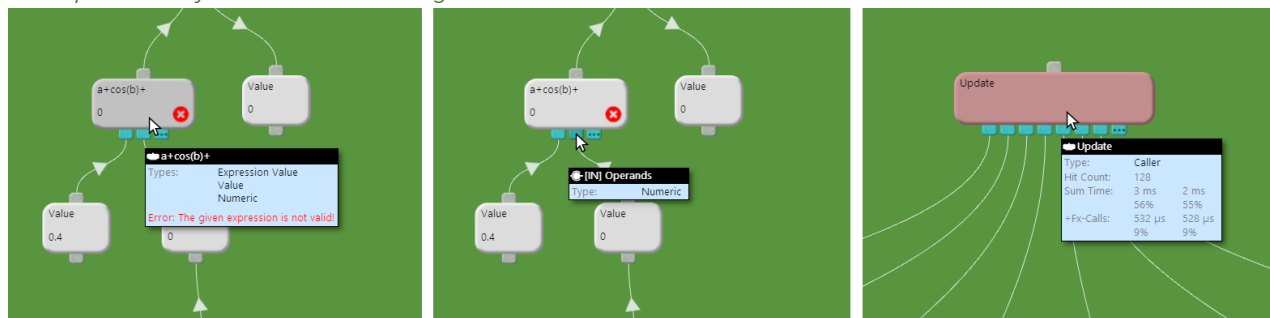 a+cos(b)+
0
Value
0
a+cos(b)+
Types: Expression Value
Value
Numeric
Error: The given expression is not valid!
Value
0.4
0
a+cos(b)+
0
Value
0
[IN] Operands
Type: Numeric
Value
0.4
Value
0
Update
Update
Type: Caller
Hit Count: 128
Sum Time: 3 ms 2 ms
56% 55%
÷Fx-Calls: 532 µs 528 µs
9% 9%